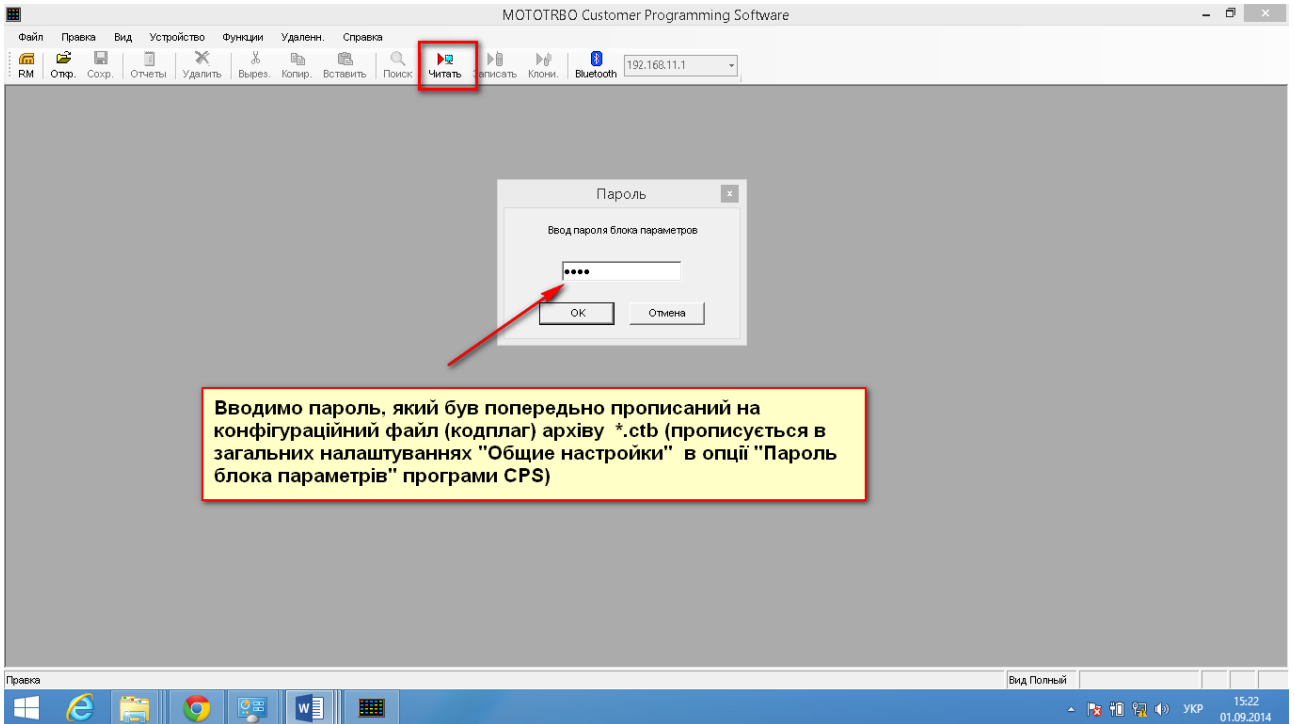 MOTOTRBO Customer Programming Software
Файл Правка Вид Устройство Функции Удаленн. Справка
RM Откр. Сохр. Отчеты Удалить Вырез. Копир. Вставить Поиск Читать Записать Клони. Bluetooth 192.168.11.1
Пароль
Ввод пароля блока параметров
••••
OK Отмена
Вводимо пароль, який був попередьно прописаний на
конфігураційний файл (кодплаг) архіву *.ctb (прописується в
загальних налаштуваннях "Общие настройки" в опції "Пароль
блока параметрів" програми CPS)
Правка Вид Полный
УКР 15:22
01.09.2014